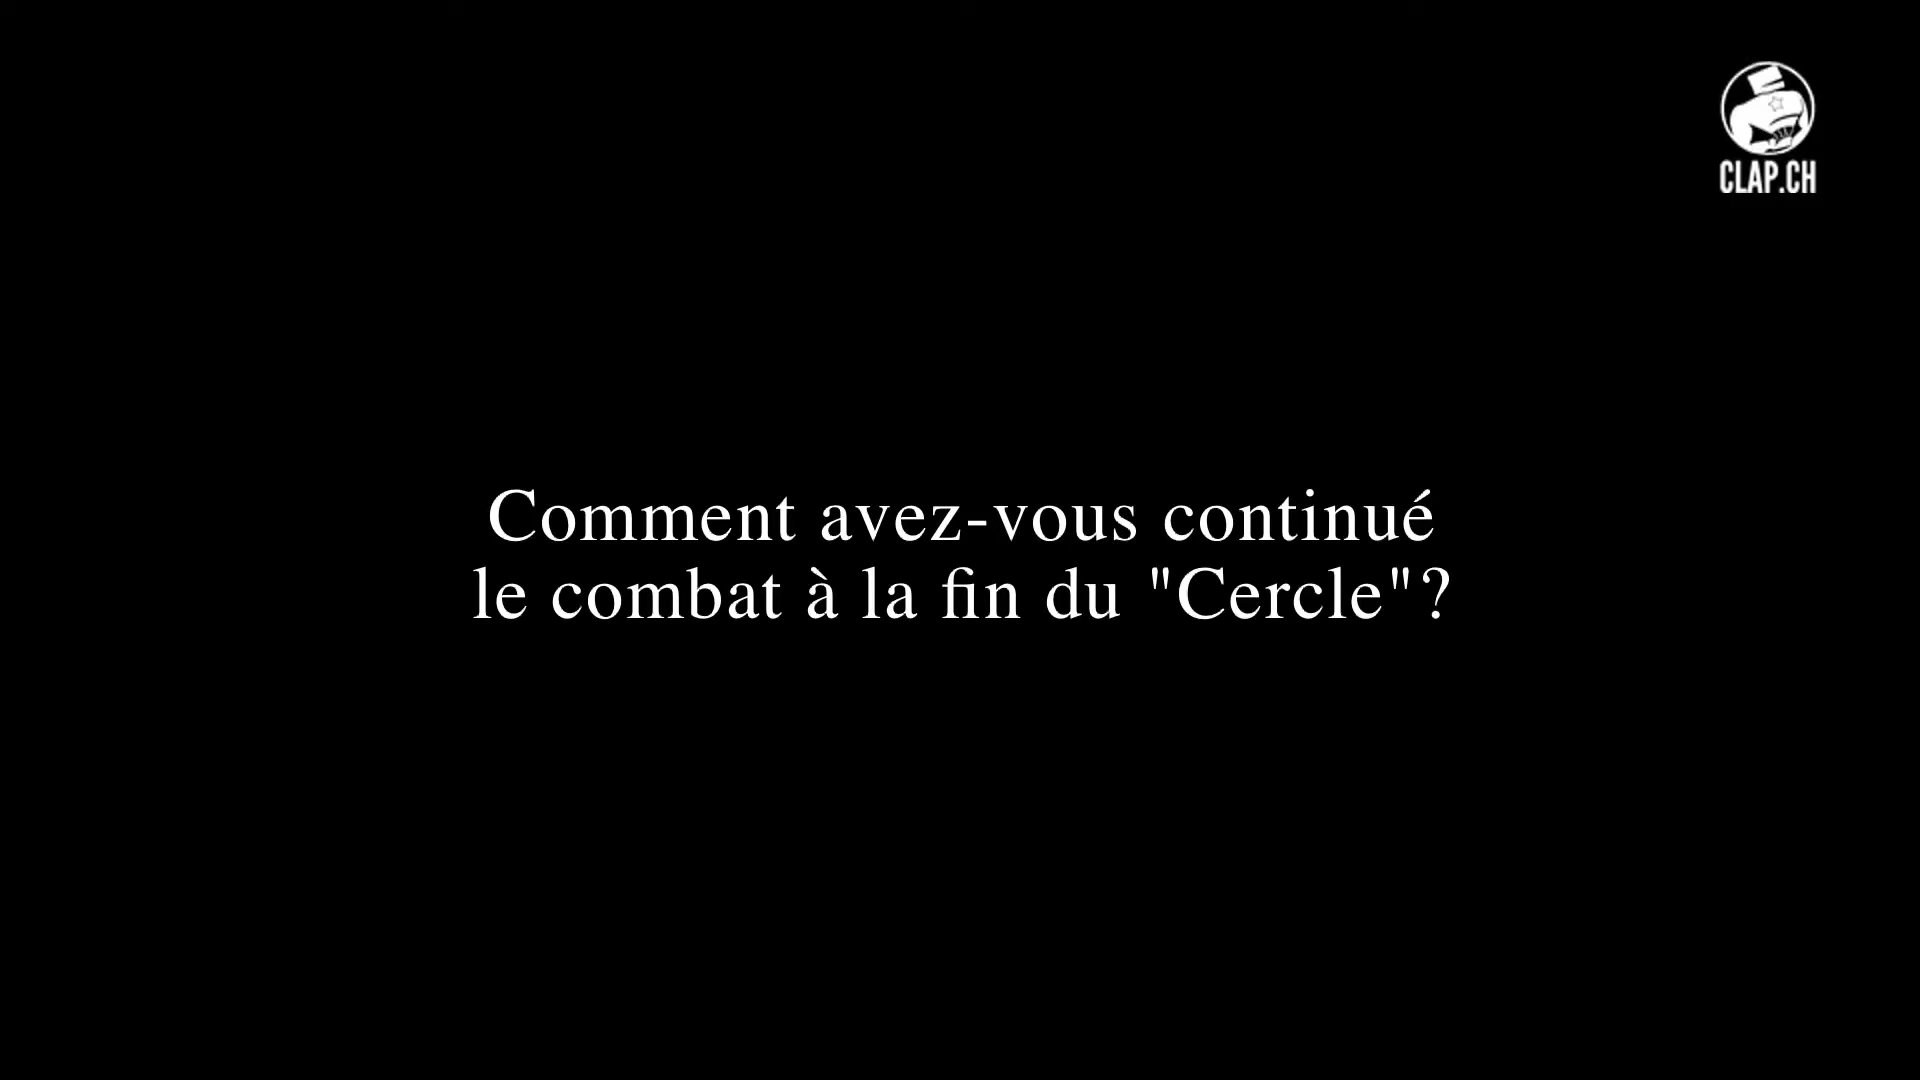 CLAP.CH
Comment avez-vous continué
le combat à la fin du "Cercle"?